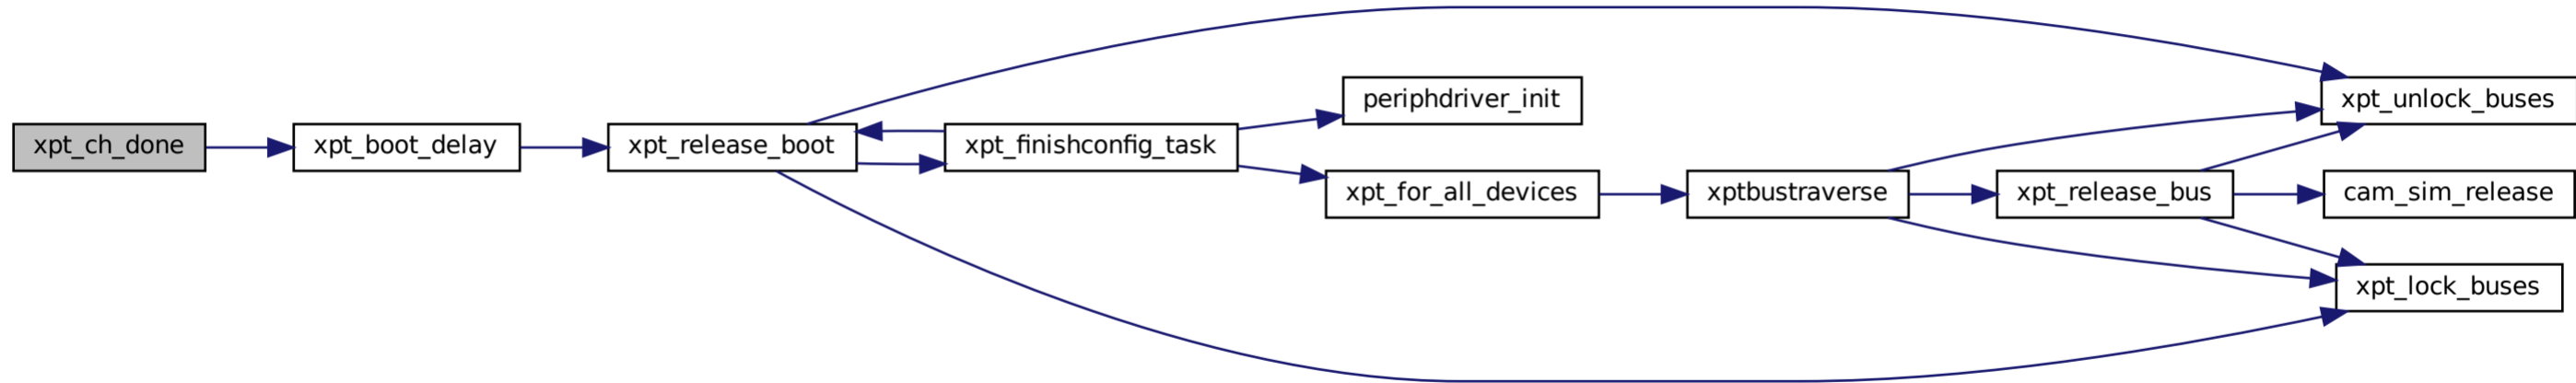 xpt_ch_done
xpt_boot_delay
xpt_release_boot
xpt_finishconfig_task
periphdriver_init
xpt_for_all_devices
xptbustraverse
xpt_release_bus
xpt_unlock_buses
cam_sim_release
xpt_lock_buses